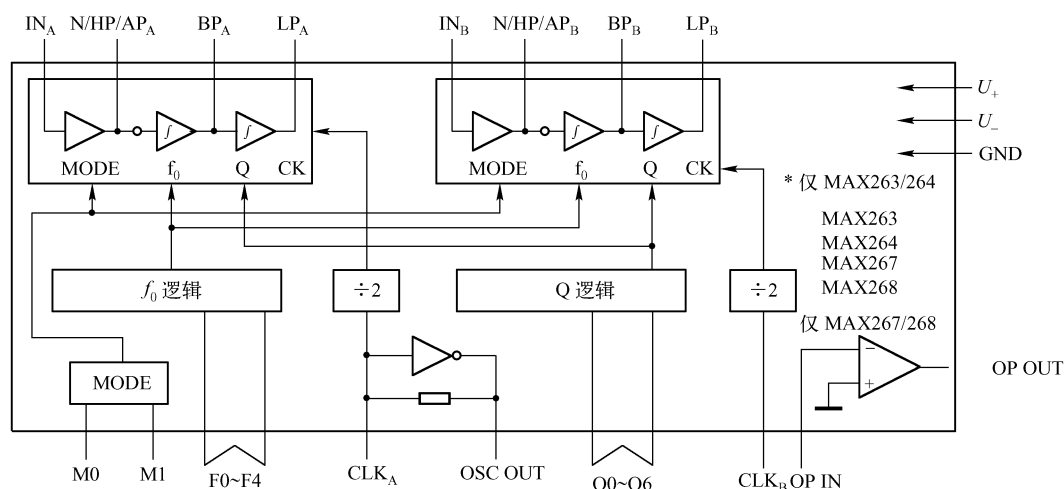 IN_A N/HP/AP_A BP_A LP_A IN_B N/HP/AP_B BP_B LP_B
∫ ∫ ∫ ∫
MODE f_0 Q CK MODE f_0 Q CK
U_+
U_-
GND
* 仅 MAX263/264
MAX263
MAX264
MAX267
MAX268
f_0 逻辑 ÷2 Q 逻辑 ÷2
仅 MAX267/268
− +
OP OUT
MODE
M0 M1 F0~F4 CLK_A OSC OUT Q0~Q6 CLK_B OP IN